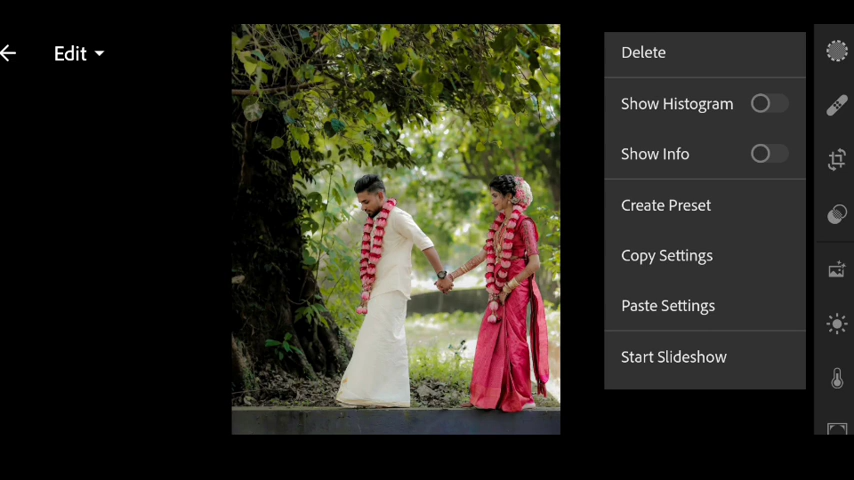 Edit
Delete
Show Histogram
Show Info
Create Preset
Copy Settings
Paste Settings
Start Slideshow